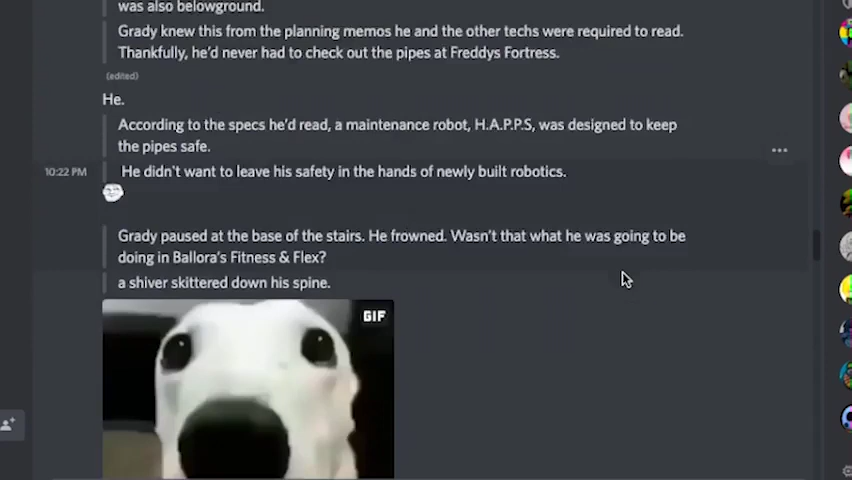 was also belowground.
Grady knew this from the planning memos he and the other techs were required to read.
Thankfully, he'd never had to check out the pipes at Freddys Fortress.
(edited)
He.
According to the specs he'd read, a maintenance robot, H.A.P.P.S, was designed to keep
the pipes safe.
10:22 PM He didn't want to leave his safety in the hands of newly built robotics.
Grady paused at the base of the stairs. He frowned. Wasn't that what he was going to be
doing in Ballora's Fitness & Flex?
a shiver skittered down his spine.
GIF